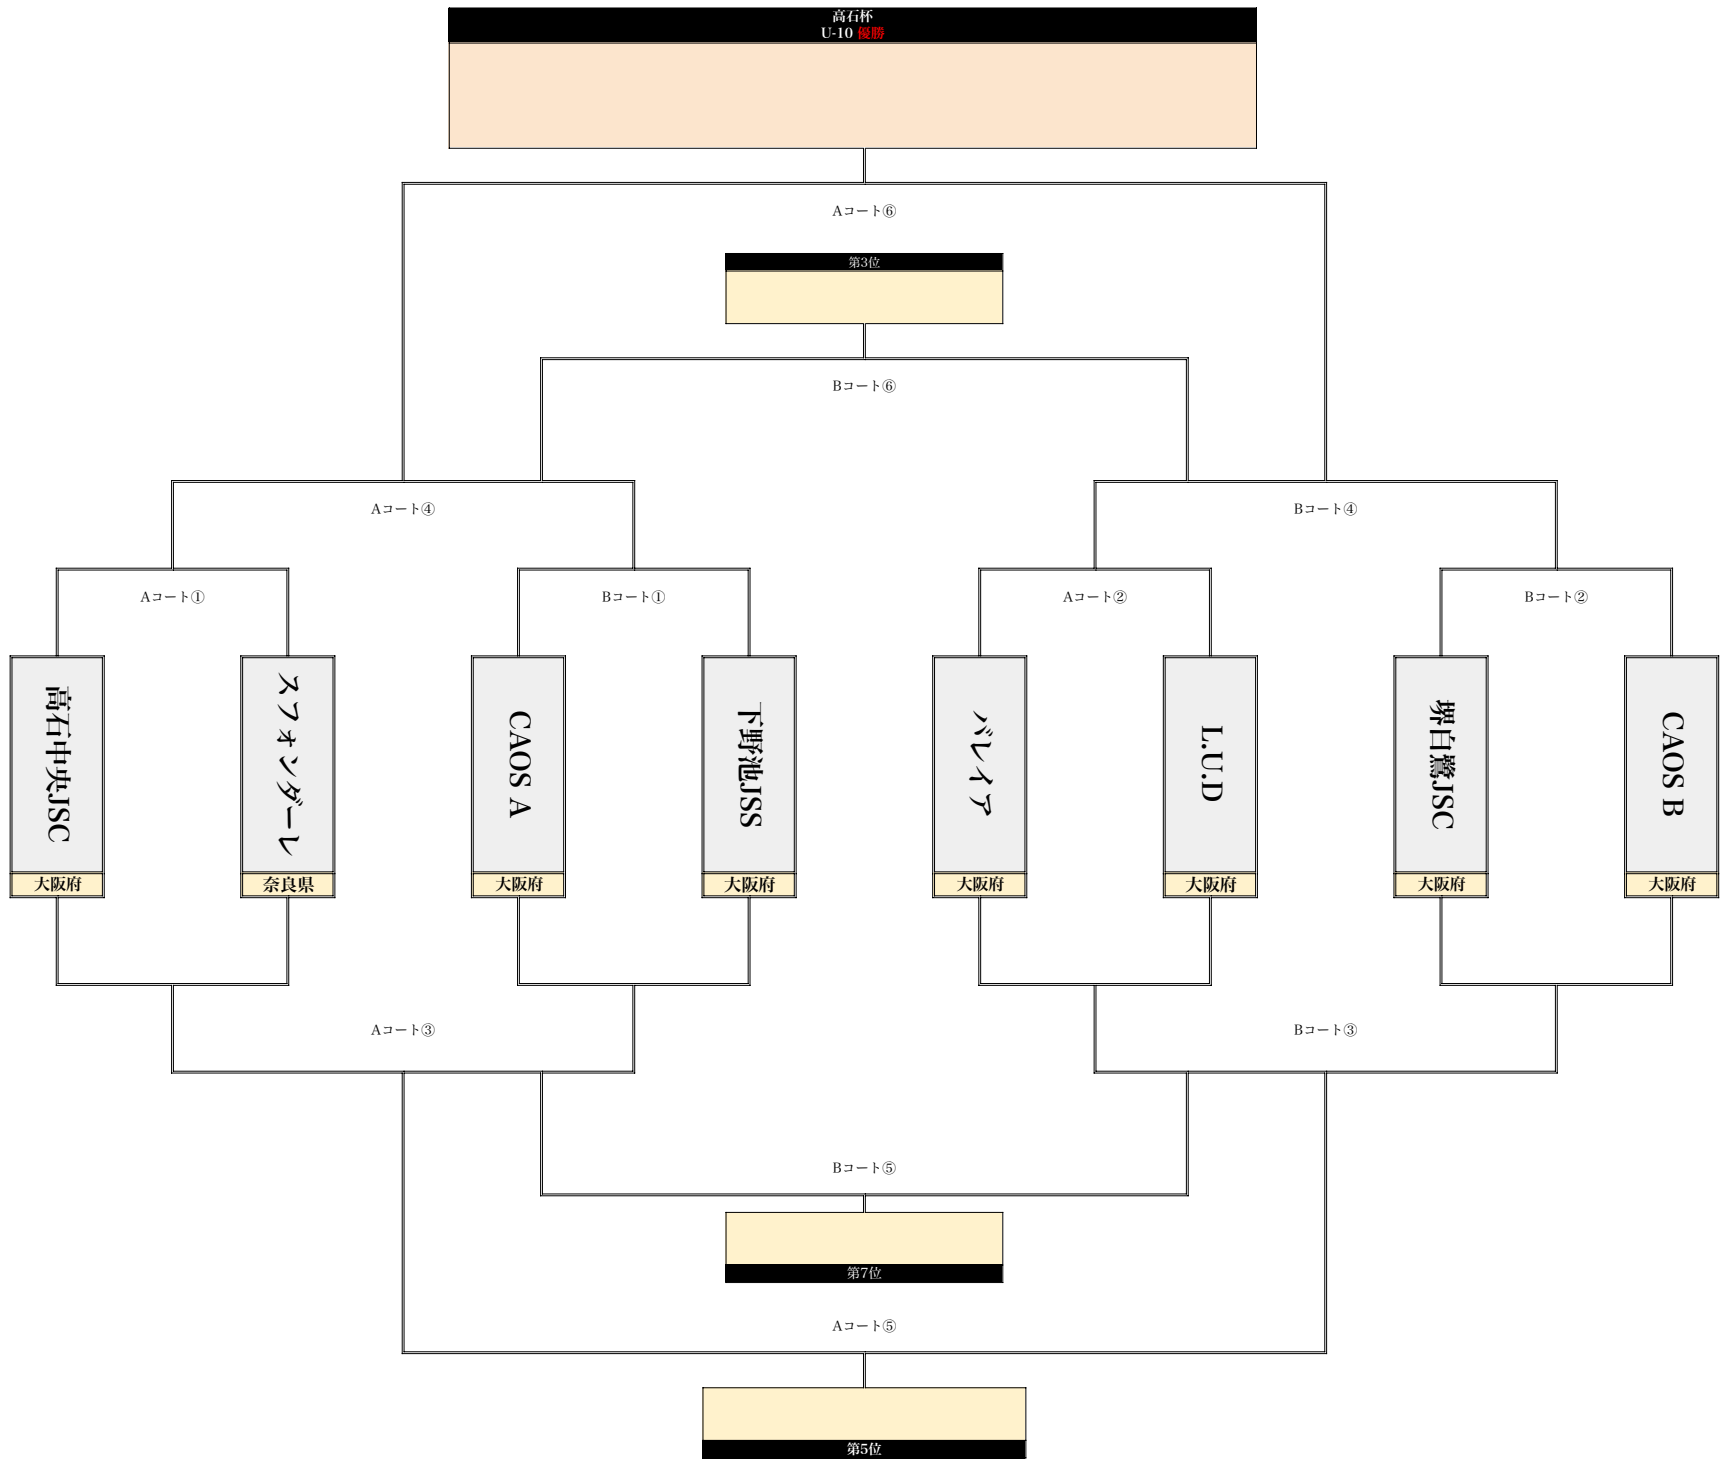 高石杯
U-10 優勝
Aコート⑥
第3位
Bコート⑥
Aコート④
Bコート④
Aコート①
Bコート①
Aコート②
Bコート②
高石中央JSC
スフォンダーレ
CAOS A
下野池JSS
バレイア
L.U.D
堺白鷺JSC
CAOS B
大阪府
奈良県
大阪府
大阪府
大阪府
大阪府
大阪府
大阪府
Aコート③
Bコート③
Bコート⑤
第7位
Aコート⑤
第5位